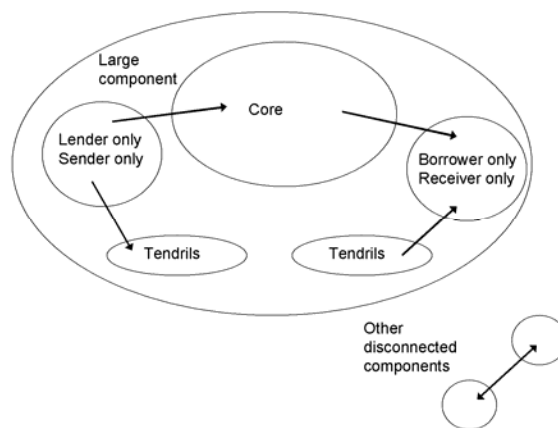 Large
component
Core
Lender only
Sender only
Borrower only
Receiver only
Tendrils
Tendrils
Other
disconnected
components